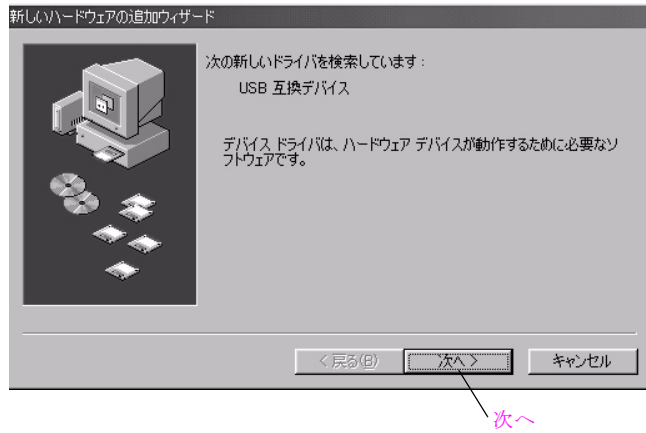 新しいハードウェアの追加ウィザード
次の新しいドライバを検索しています:
USB 互換デバイス
デバイス ドライバは、ハードウェア デバイスが動作するために必要なソ
フトウェアです。
< 戻る(B)
次へ >
キャンセル
次へ